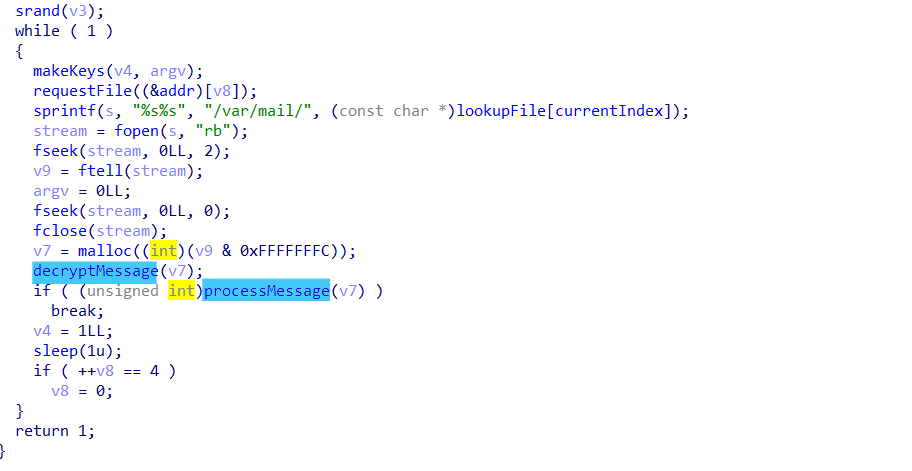 srand(v3);
while ( 1 )
{
makeKeys(v4, argv);
requestFile((&addr)[v8]);
sprintf(s, "%s%s", "/var/mail/", (const char *)lookupFile[currentIndex]);
stream = fopen(s, "rb");
fseek(stream, 0LL, 2);
v9 = ftell(stream);
argv = 0LL;
fseek(stream, 0LL, 0);
fclose(stream);
v7 = malloc((int)(v9 & 0xFFFFFFFC));
decryptMessage(v7);
if ( (unsigned int)processMessage(v7) )
break;
v4 = 1LL;
sleep(1u);
if ( ++v8 == 4 )
v8 = 0;
}
return 1;
}